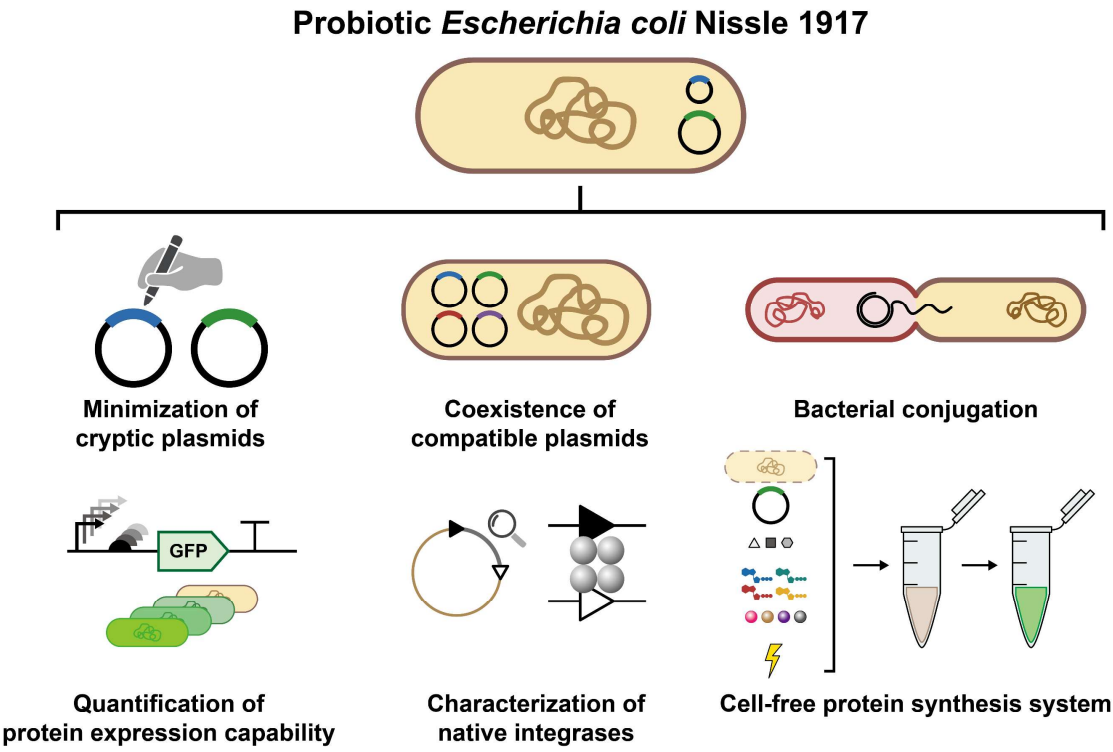 Probiotic Escherichia coli Nissle 1917
Minimization of
cryptic plasmids
Coexistence of
compatible plasmids
Bacterial conjugation
GFP
Quantification of
protein expression capability
Characterization of
native integrases
Cell-free protein synthesis system